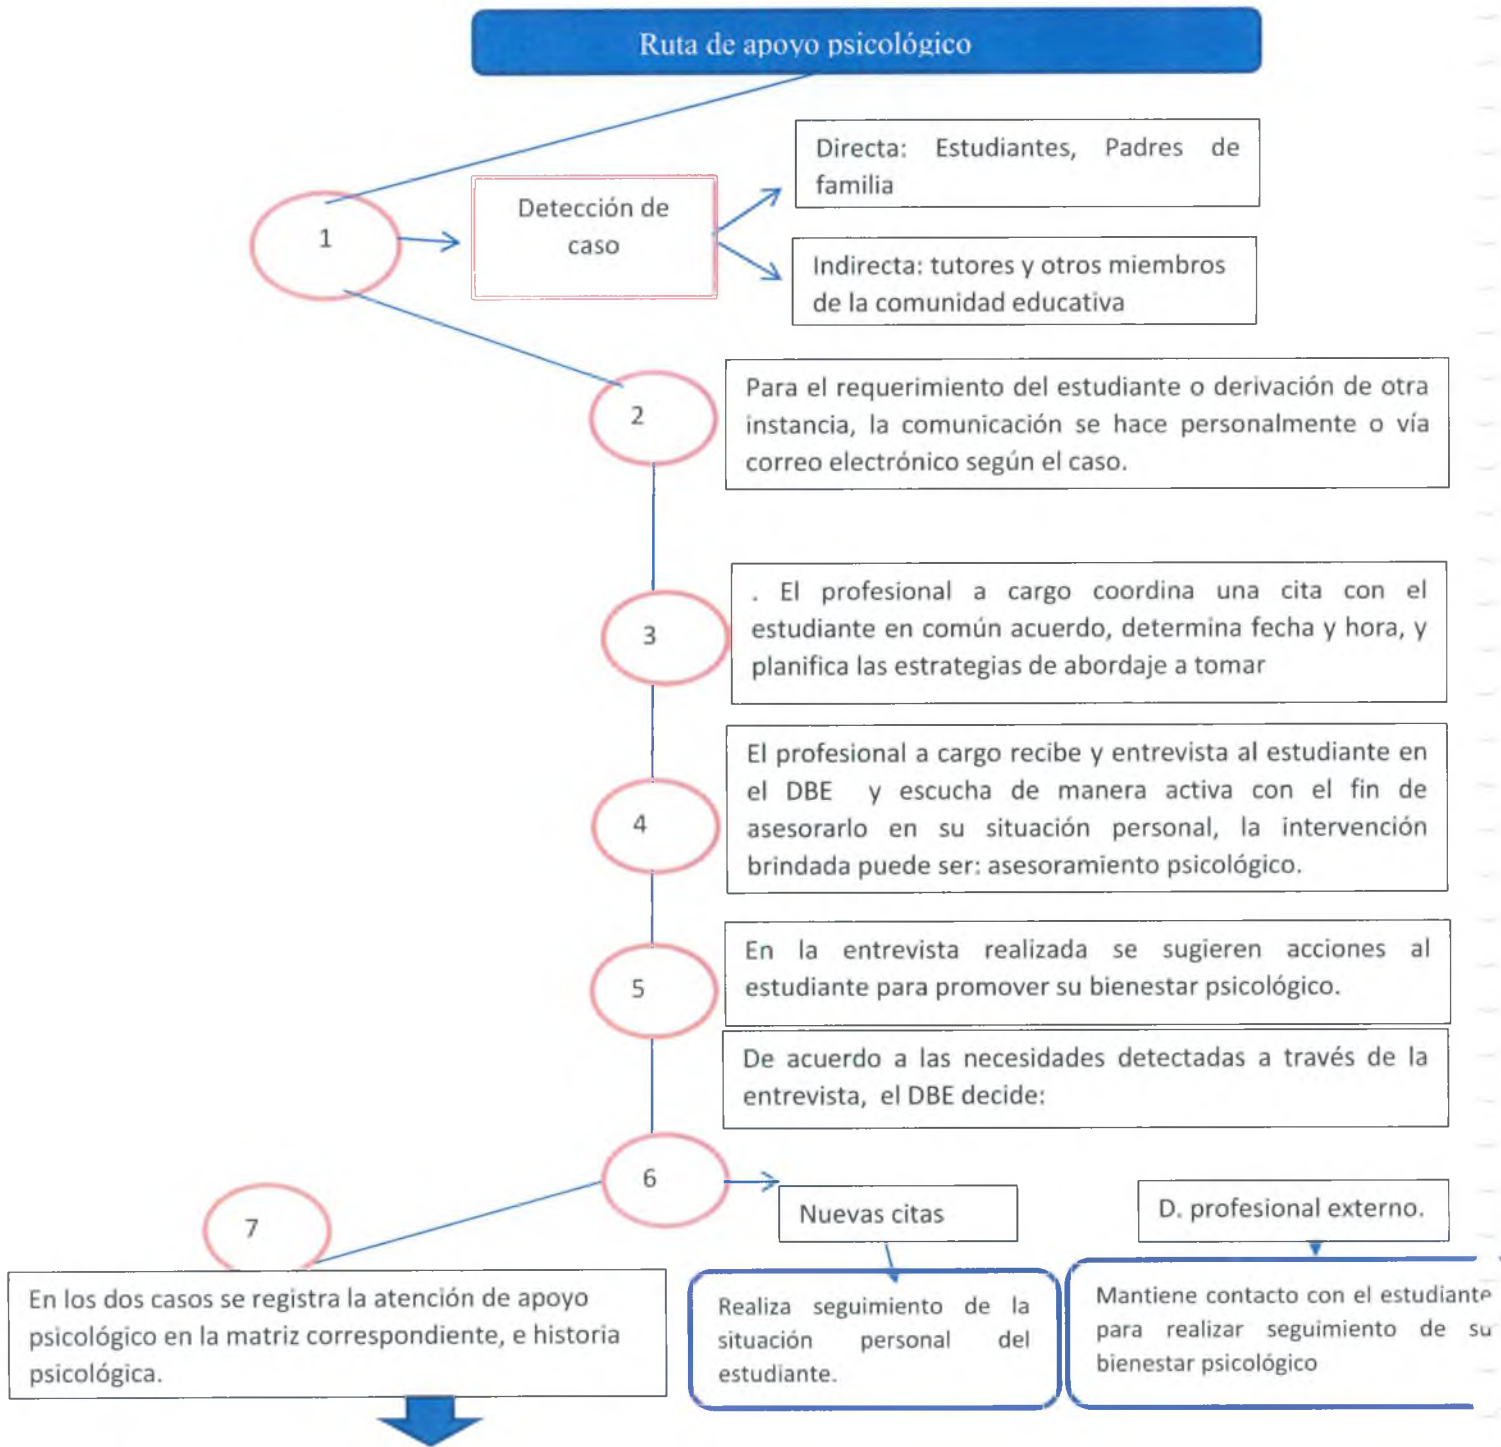 Ruta de apoyo psicológico
Directa: Estudiantes, Padres de
familia
1
Detección de
caso
Indirecta: tutores y otros miembros
de la comunidad educativa
2
Para el requerimiento del estudiante o derivación de otra
instancia, la comunicación se hace personalmente o vía
correo electrónico según el caso.
3
. El profesional a cargo coordina una cita con el
estudiante en común acuerdo, determina fecha y hora, y
planifica las estrategias de abordaje a tomar
4
El profesional a cargo recibe y entrevista al estudiante en
el DBE y escucha de manera activa con el fin de
asesorarlo en su situación personal, la intervención
brindada puede ser: asesoramiento psicológico.
5
En la entrevista realizada se sugieren acciones al
estudiante para promover su bienestar psicológico.
De acuerdo a las necesidades detectadas a través de la
entrevista, el DBE decide:
6
Nuevas citas
D. profesional externo.
7
En los dos casos se registra la atención de apoyo
psicológico en la matriz correspondiente, e historia
psicológica.
Realiza seguimiento de la
situación personal del
estudiante.
Mantiene contacto con el estudiante
para realizar seguimiento de su
bienestar psicológico